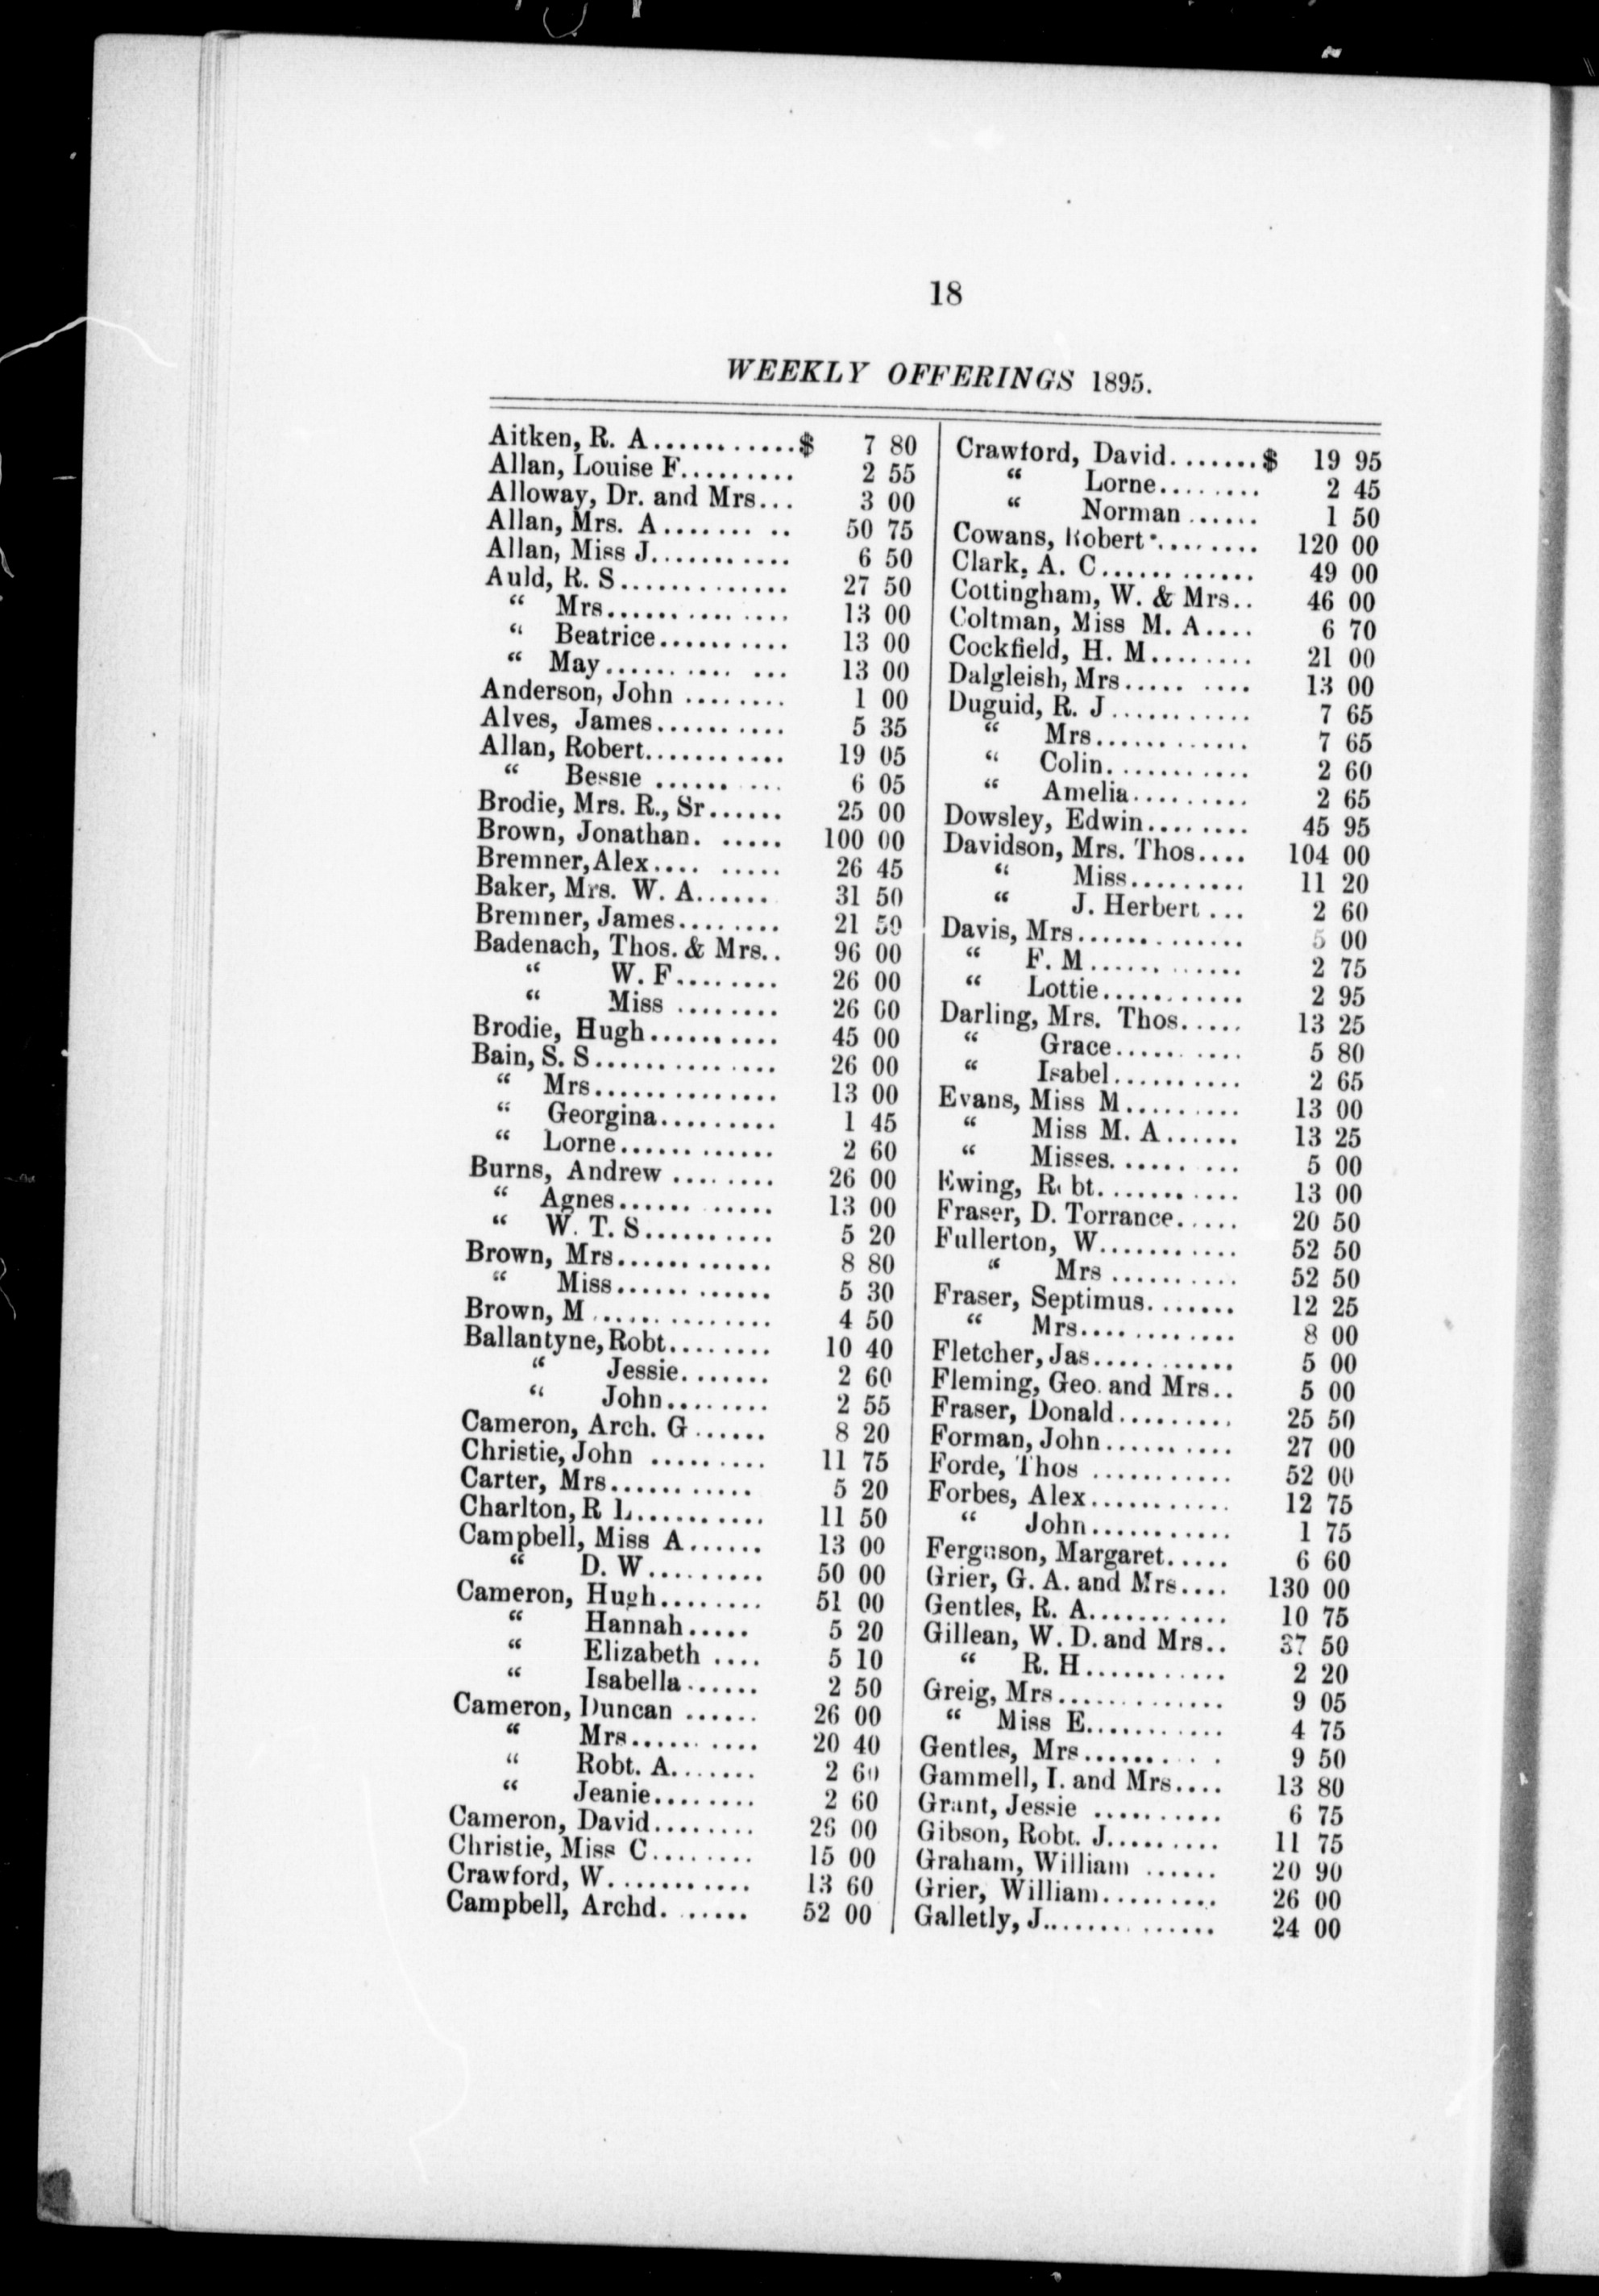 18
WEEKLY OFFERINGS 1895.
Aitken, R. A............$ 7 80
Allan, Louise F......... 2 55
Alloway, Dr. and Mrs... 3 00
Allan, Mrs. A....... .. 50 75
Allan, Miss J........... 6 50
Auld, R. S.............. 27 50
“ Mrs............... 13 00
“ Beatrice........... 13 00
“ May........... ... 13 00
Anderson, John ........ 1 00
Alves, James........... 5 35
Allan, Robert........... 19 05
“ Bessie ...... ... 6 05
Brodie, Mrs. R., Sr...... 25 00
Brown, Jonathan. ..... 100 00
Bremner, Alex.... ..... 26 45
Baker, Mrs. W. A...... 31 50
Bremner, James........ 21 50
Badenach, Thos. & Mrs.. 96 00
“ W. F........ 26 00
“ Miss ........ 26 00
Brodie, Hugh.......... 45 00
Bain, S. S............... 26 00
“ Mrs.............. 13 00
“ Georgina......... 1 45
“ Lorne............ 2 60
Burns, Andrew ........ 26 00
“ Agnes...... ..... 13 00
“ W. T. S.......... 5 20
Brown, Mrs............ 8 80
“ Miss............ 5 30
Brown, M .............. 4 50
Ballantyne, Robt........ 10 40
“ Jessie....... 2 60
“ John........ 2 55
Cameron, Arch. G ...... 8 20
Christie, John ......... 11 75
Carter, Mrs........... 5 20
Charlton, R L.......... 11 50
Campbell, Miss A...... 13 00
“ D. W......... 50 00
Cameron, Hugh........ 51 00
“ Hannah..... 5 20
“ Elizabeth .... 5 10
“ Isabella...... 2 50
Cameron, Duncan ...... 26 00
“ Mrs...... .... 20 40
“ Robt. A....... 2 60
“ Jeanie........ 2 60
Cameron, David........ 26 00
Christie, Miss C........ 15 00
Crawford, W........... 13 60
Campbell, Archd. ...... 52 00
Crawford, David.......$ 19 95
“ Lorne........ 2 45
“ Norman ...... 1 50
Cowans, Robert ........ 120 00
Clark, A. C............ 49 00
Cottingham, W. & Mrs.. 46 00
Coltman, Miss M. A.... 6 70
Cockfield, H. M........ 21 00
Dalgleish, Mrs..... .... 13 00
Duguid, R. J ........... 7 65
“ Mrs............ 7 65
“ Colin........... 2 60
“ Amelia......... 2 65
Dowsley, Edwin........ 45 95
Davidson, Mrs. Thos.... 104 00
“ Miss......... 11 20
“ J. Herbert ... 2 60
Davis, Mrs............. 5 00
“ F. M............ 2 75
“ Lottie........... 2 95
Darling, Mrs. Thos..... 13 25
“ Grace.......... 5 80
“ Isabel.......... 2 65
Evans, Miss M......... 13 00
“ Miss M. A...... 13 25
“ Misses......... 5 00
Ewing, R bt........... 13 00
Fraser, D. Torrance..... 20 50
Fullerton, W........... 52 50
“ Mrs .......... 52 50
Fraser, Septimus....... 12 25
“ Mrs............ 8 00
Fletcher, Jas........... 5 00
Fleming, Geo. and Mrs.. 5 00
Fraser, Donald......... 25 50
Forman, John.......... 27 00
Forde, Thos ........... 52 00
Forbes, Alex........... 12 75
“ John........... 1 75
Ferguson, Margaret..... 6 60
Grier, G. A. and Mrs.... 130 00
Gentles, R. A........... 10 75
Gillean, W. D. and Mrs.. 37 50
“ R. H........... 2 20
Greig, Mrs............. 9 05
“ Miss E........... 4 75
Gentles, Mrs........ . . 9 50
Gammell, I. and Mrs.... 13 80
Grant, Jessie .......... 6 75
Gibson, Robt. J......... 11 75
Graham, William ...... 20 90
Grier, William......... 26 00
Galletly, J............... 24 00